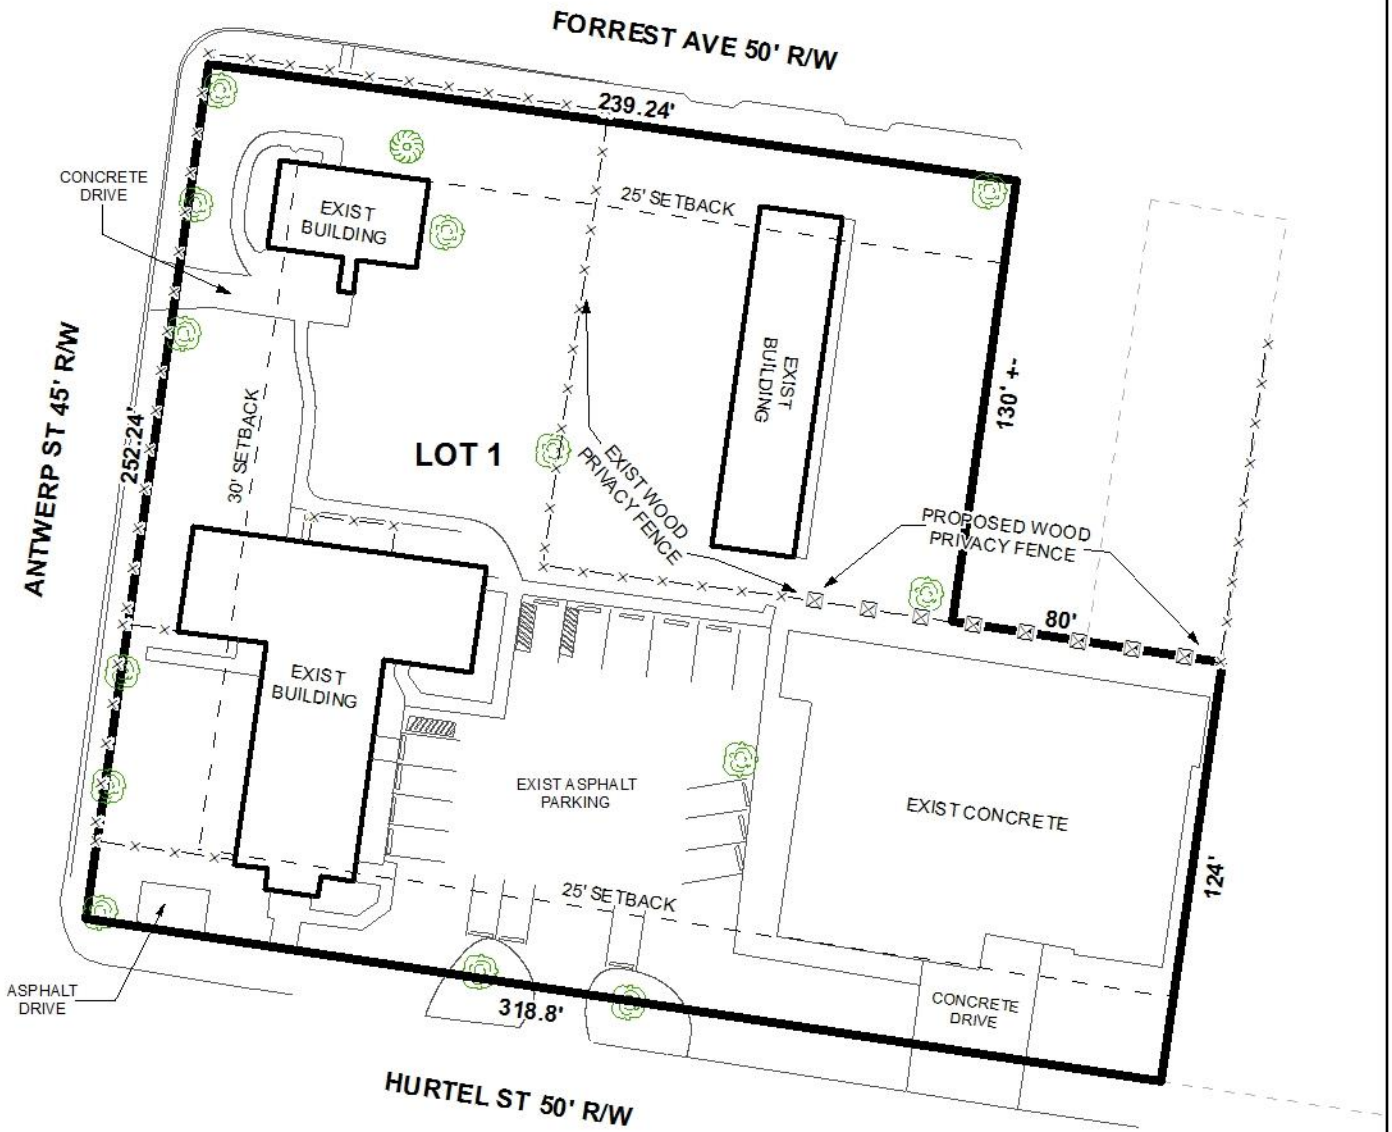 FORREST AVE 50' R/W
239.24'
CONCRETE
DRIVE
25' SETBACK
EXIST
BUILDING
EXIST
BUILDING
ANTWERP ST 45' R/W
252.24'
30' SETBACK
130' +-
LOT 1
EXIST WOOD
PRIVACY FENCE
PROPOSED WOOD
PRIVACY FENCE
80'
EXIST
BUILDING
EXIST ASPHALT
PARKING
EXIST CONCRETE
124'
25' SETBACK
ASPHALT
DRIVE
CONCRETE
DRIVE
318.8'
HURTEL ST 50' R/W